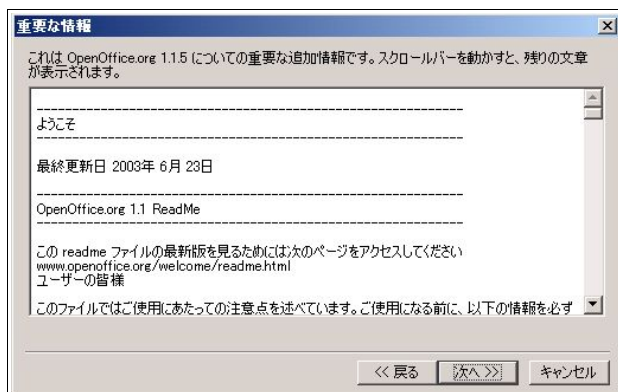 重要な情報
これは OpenOffice.org 1.1.5 についての重要な追加情報です。スクロールバーを動かすと、残りの文章
が表示されます。
------------------------------------------------------------
ようこそ
------------------------------------------------------------
最終更新日 2003年 6月 23日
------------------------------------------------------------
OpenOffice.org 1.1 ReadMe
------------------------------------------------------------
この readme ファイルの最新版を見るためには次のページをアクセスしてください
www.openoffice.org/welcome/readme.html
ユーザーの皆様
このファイルではご使用にあたっての注意点を述べています。ご使用になる前に、以下の情報を必ず
<< 戻る 次へ >> キャンセル